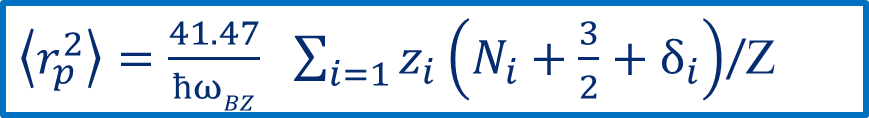 ⟨r_p^2⟩ = 41.47/ħω_BZ ∑_{i=1} z_i (N_i + 3/2 + δ_i)/Z